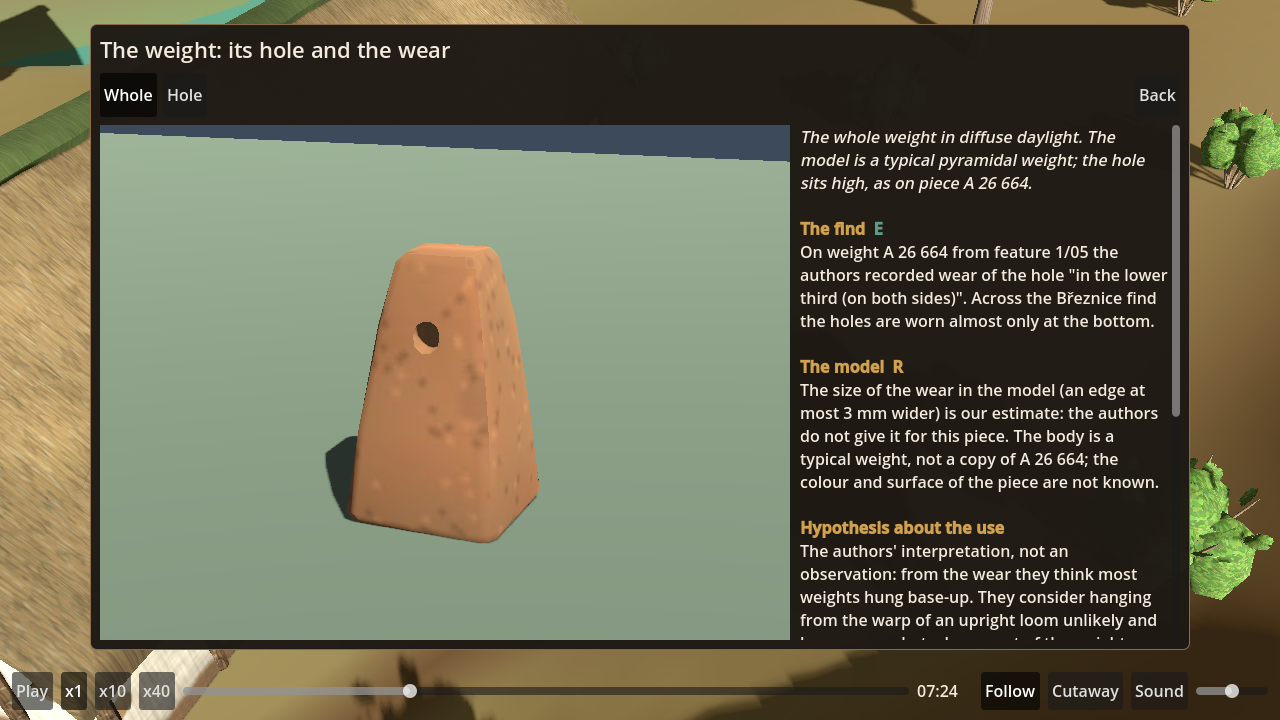 The weight: its hole and the wear
Whole Hole Back
The whole weight in diffuse daylight. The
model is a typical pyramidal weight; the hole
sits high, as on piece A 26 664.
The find E
On weight A 26 664 from feature 1/05 the
authors recorded wear of the hole "in the lower
third (on both sides)". Across the Březnice find
the holes are worn almost only at the bottom.
The model R
The size of the wear in the model (an edge at
most 3 mm wider) is our estimate: the authors
do not give it for this piece. The body is a
typical weight, not a copy of A 26 664; the
colour and surface of the piece are not known.
Hypothesis about the use
The authors' interpretation, not an
observation: from the wear they think most
weights hung base-up. They consider hanging
from the warp of an upright loom unlikely and
Play x1 x10 x40 07:24 Follow Cutaway Sound